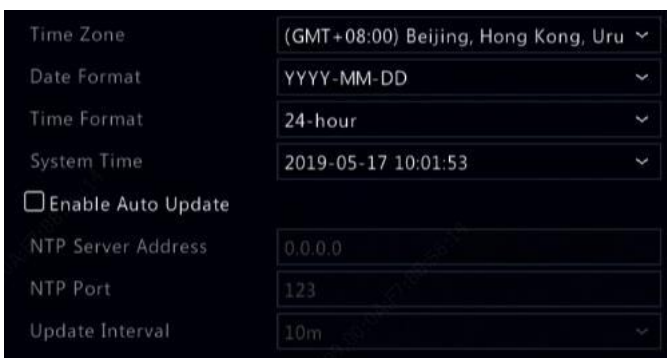 Time Zone (GMT+08:00) Beijing, Hong Kong, Uru
Date Format YYYY-MM-DD
Time Format 24-hour
System Time 2019-05-17 10:01:53
Enable Auto Update
NTP Server Address 0.0.0.0
NTP Port 123
Update Interval 10m